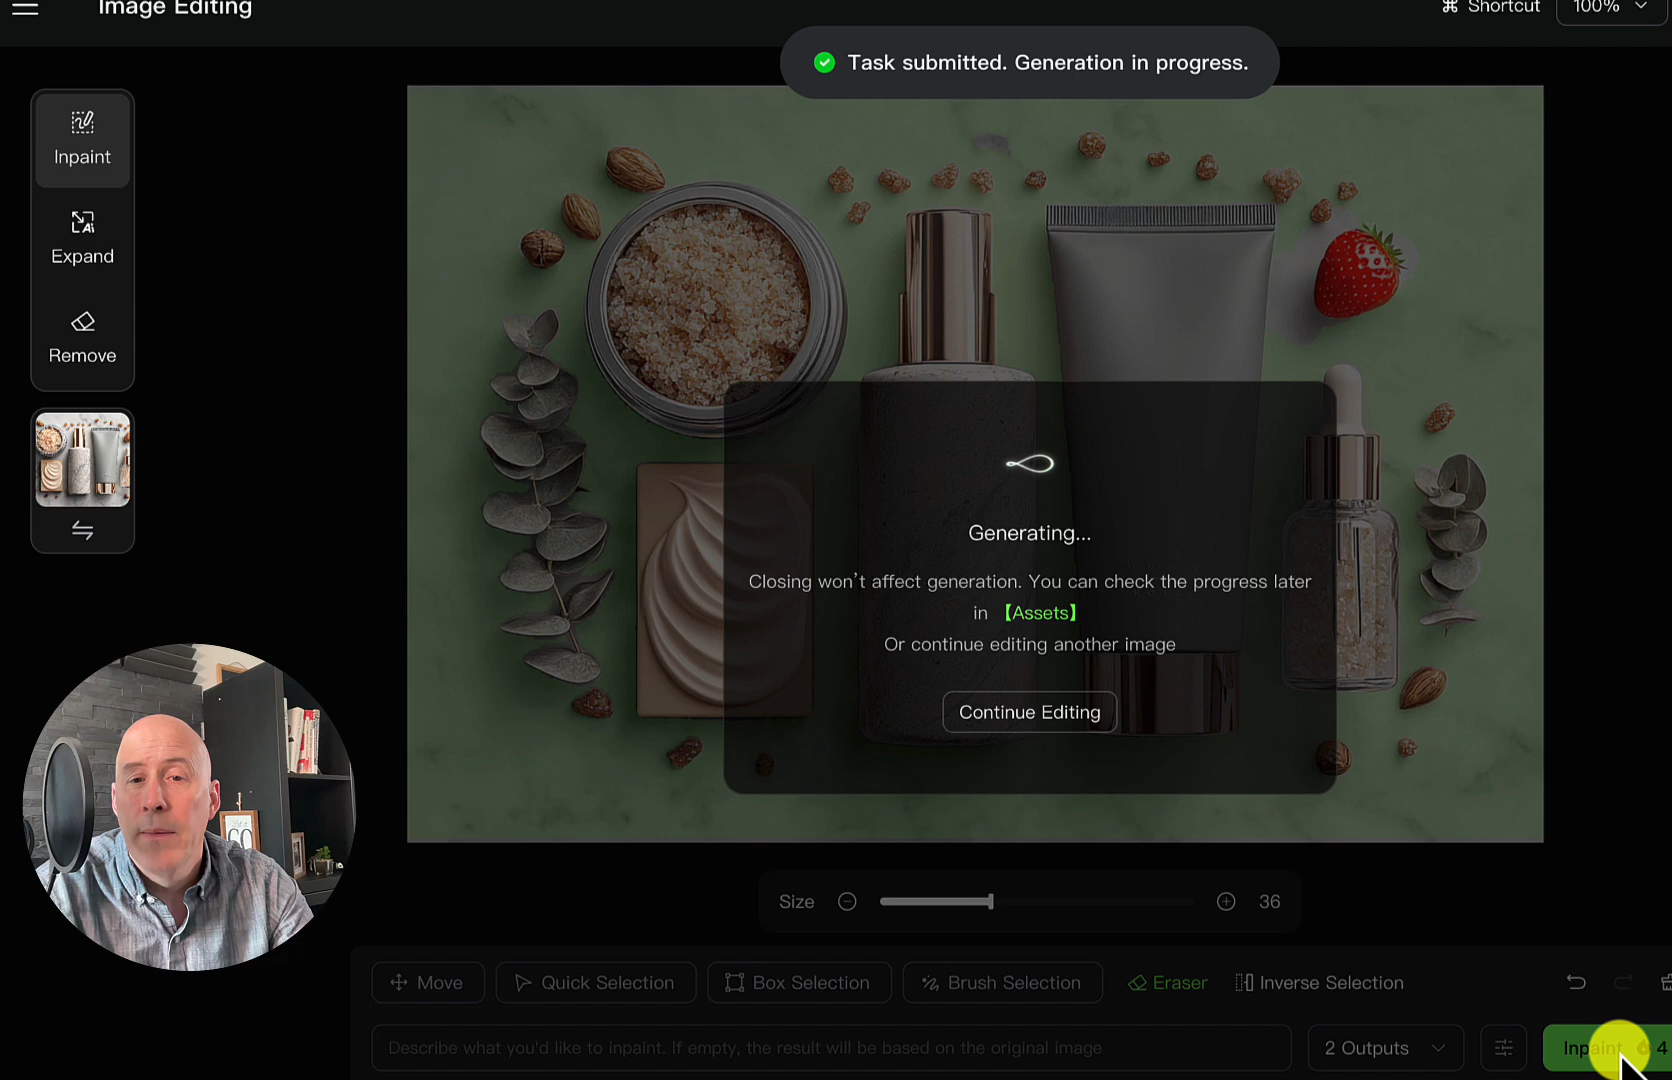 Image Editing
⌘ Shortcut
100%
Task submitted. Generation in progress.
Inpaint
Expand
Remove
Generating...
Closing won't affect generation. You can check the progress later
in 【Assets】
Or continue editing another image
Continue Editing
Size
36
Move
Quick Selection
Box Selection
Brush Selection
Eraser
Inverse Selection
Describe what you'd like to inpaint. If empty, the result will be based on the original image
2 Outputs
Inpaint
4